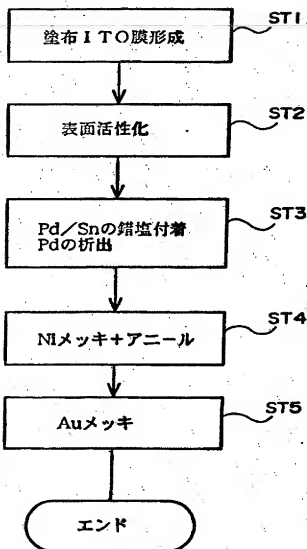 塗布ITO膜形成
ST1
表面活性化
ST2
Pd/Snの錯塩付着
Pdの析出
ST3
Niメッキ+アニール
ST4
Auメッキ
ST5
エンド